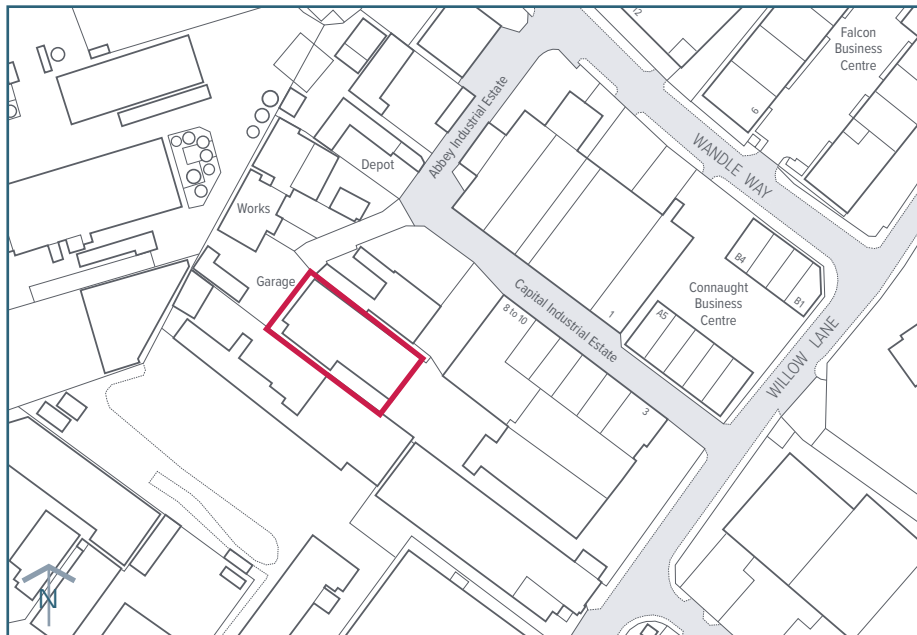 12
Falcon
Business
Centre
6
Abbey Industrial Estate
WANDLE WAY
Depot
Works
Garage
B4
B1
Connaught
Business
Centre
A5
1
Capital Industrial Estate
8 to 10
3
WILLOW LANE
N